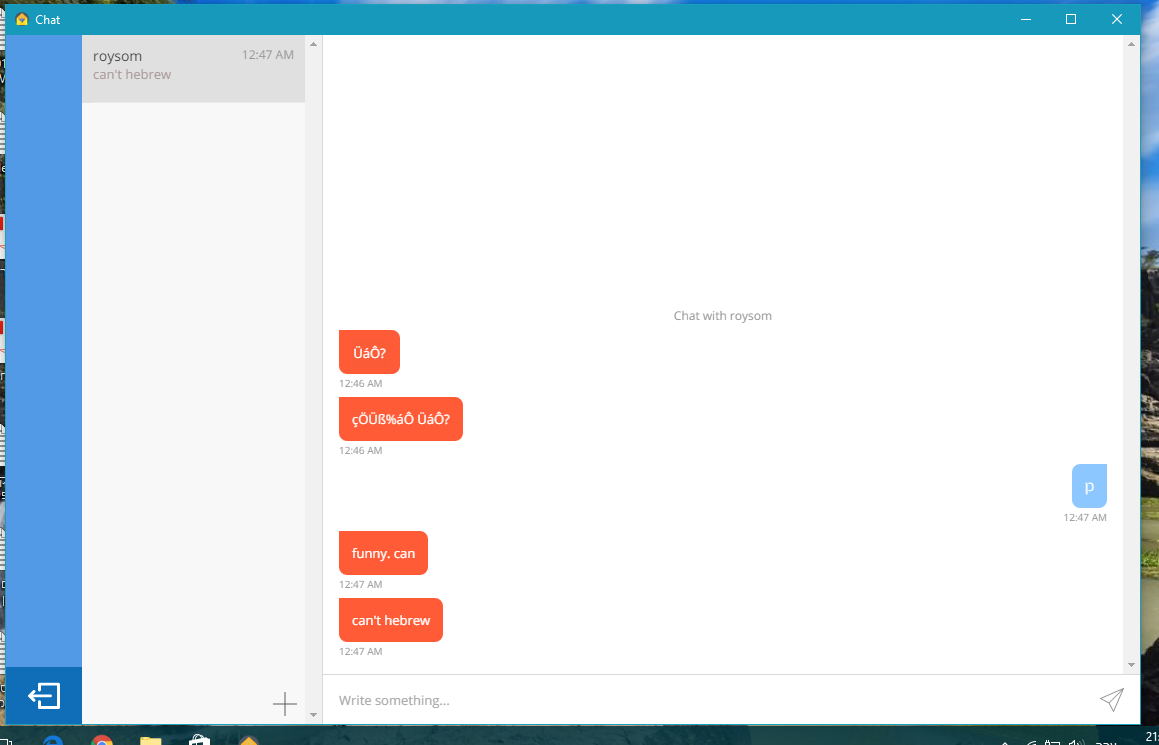 Chat
roysom
12:47 AM
can't hebrew
Chat with roysom
ÜáÔ?
12:46 AM
çÖÜß%áÔ ÜáÔ?
12:46 AM
p
12:47 AM
funny. can
12:47 AM
can't hebrew
12:47 AM
Write something...